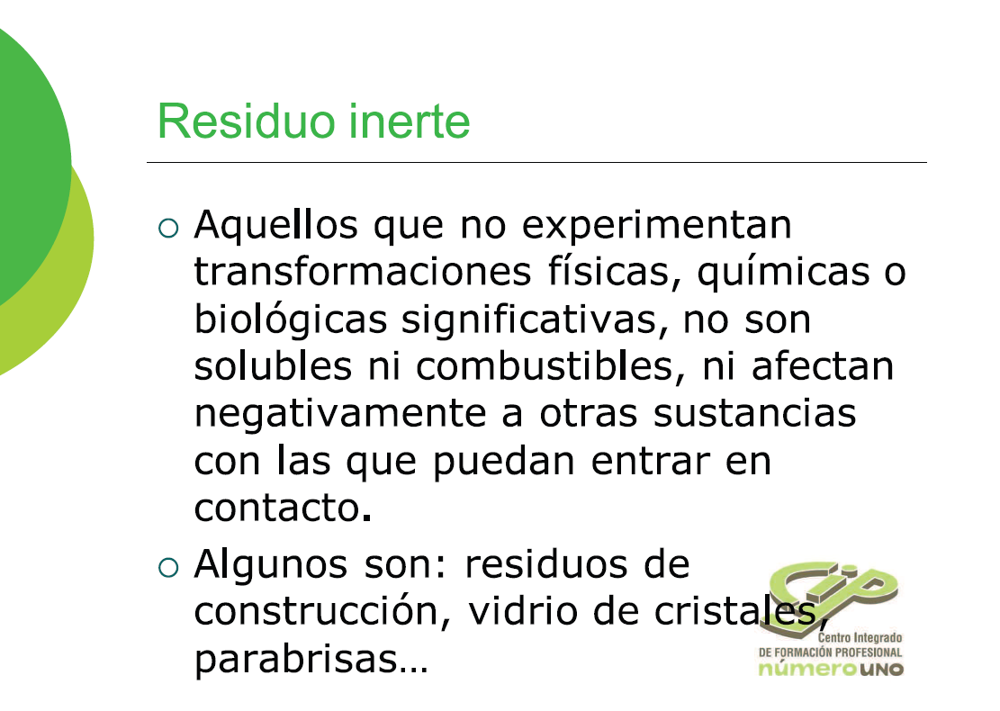 Residuo inerte
Aquellos que no experimentan
transformaciones físicas, químicas o
biológicas significativas, no son
solubles ni combustibles, ni afectan
negativamente a otras sustancias
con las que puedan entrar en
contacto.
Algunos son: residuos de
construcción, vidrio de cristales,
parabrisas…
CIP
Centro Integrado
DE FORMACIÓN PROFESIONAL
número UNO